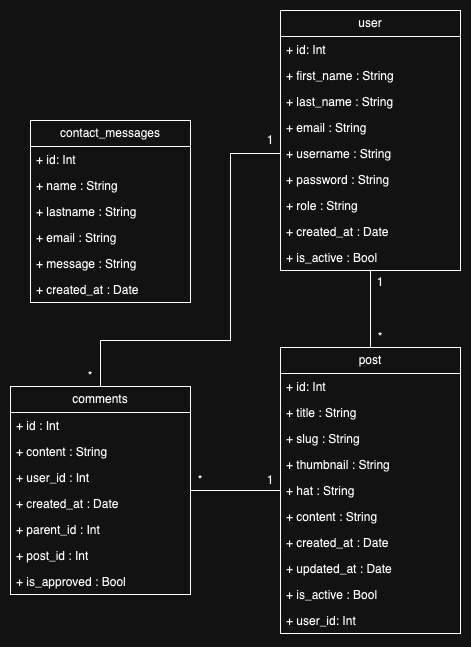 user
+ id: Int
+ first_name : String
+ last_name : String
+ email : String
+ username : String
+ password : String
+ role : String
+ created_at : Date
+ is_active : Bool
contact_messages
+ id: Int
+ name : String
+ lastname : String
+ email : String
+ message : String
+ created_at : Date
1
1
*
*
comments
+ id : Int
+ content : String
+ user_id : Int
+ created_at : Date
+ parent_id : Int
+ post_id : Int
+ is_approved : Bool
*
1
post
+ id: Int
+ title : String
+ slug : String
+ thumbnail : String
+ hat : String
+ content : String
+ created_at : Date
+ updated_at : Date
+ is_active : Bool
+ user_id: Int